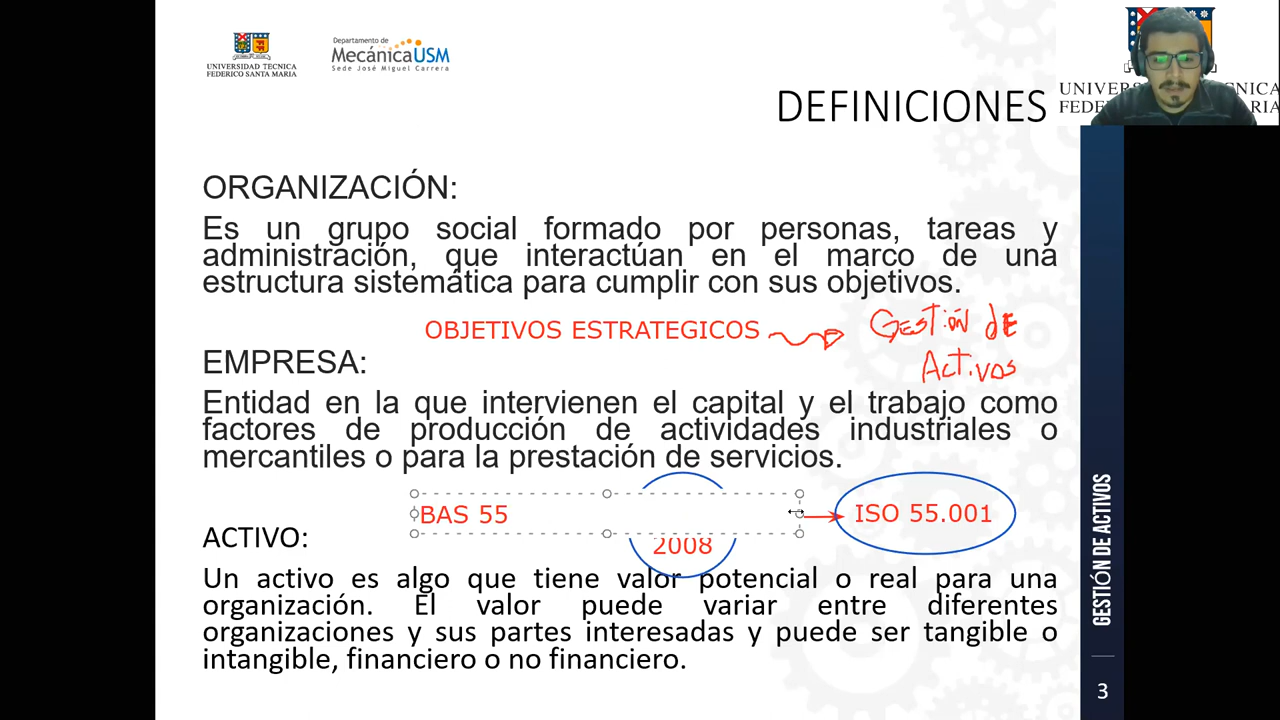 UNIVERSIDAD TECNICA
FEDERICO SANTA MARIA
Departamento de
MecánicaUSM
Sede José Miguel Carrera
DEFINICIONES
ORGANIZACIÓN:
Es un grupo social formado por personas, tareas y
administración, que interactúan en el marco de una
estructura sistemática para cumplir con sus objetivos.
OBJETIVOS ESTRATEGICOS
GESTIÓN DE
ACTIVOS
EMPRESA:
Entidad en la que intervienen el capital y el trabajo como
factores de producción de actividades industriales o
mercantiles o para la prestación de servicios.
BAS 55
ISO 55.001
2008
ACTIVO:
Un activo es algo que tiene valor potencial o real para una
organización. El valor puede variar entre diferentes
organizaciones y sus partes interesadas y puede ser tangible o
intangible, financiero o no financiero.
GESTIÓN DE ACTIVOS
3